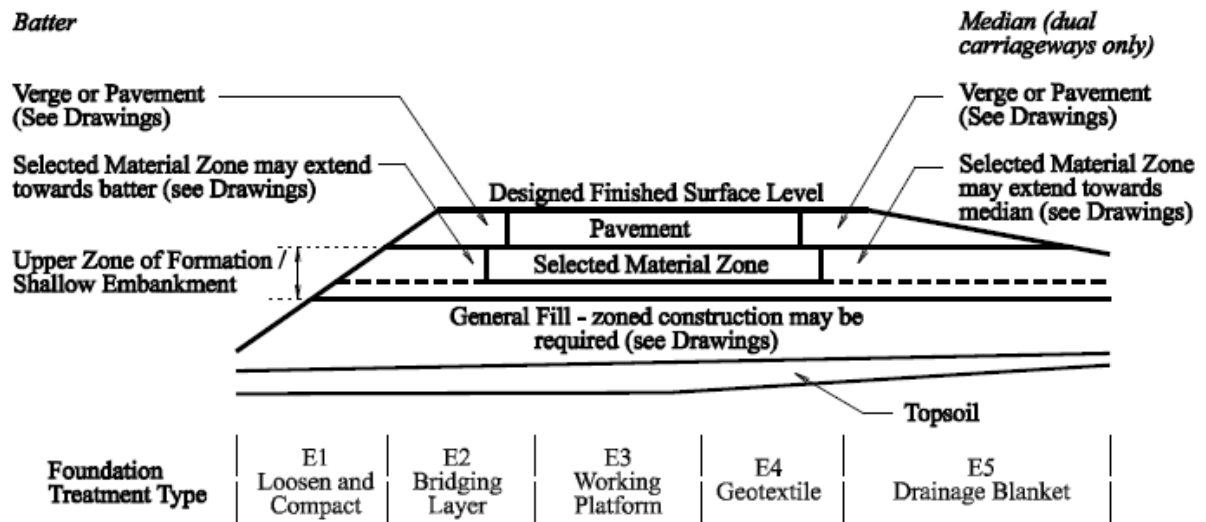 Batter
Median (dual
carriageways only)
Verge or Pavement
(See Drawings)
Verge or Pavement
(See Drawings)
Selected Material Zone may extend
towards batter (see Drawings)
Selected Material Zone
may extend towards
median (see Drawings)
Designed Finished Surface Level
Pavement
Upper Zone of Formation /
Shallow Embankment
Selected Material Zone
General Fill - zoned construction may be
required (see Drawings)
Topsoil
Foundation
Treatment Type
E1
Loosen and
Compact
E2
Bridging
Layer
E3
Working
Platform
E4
Geotextile
E5
Drainage Blanket